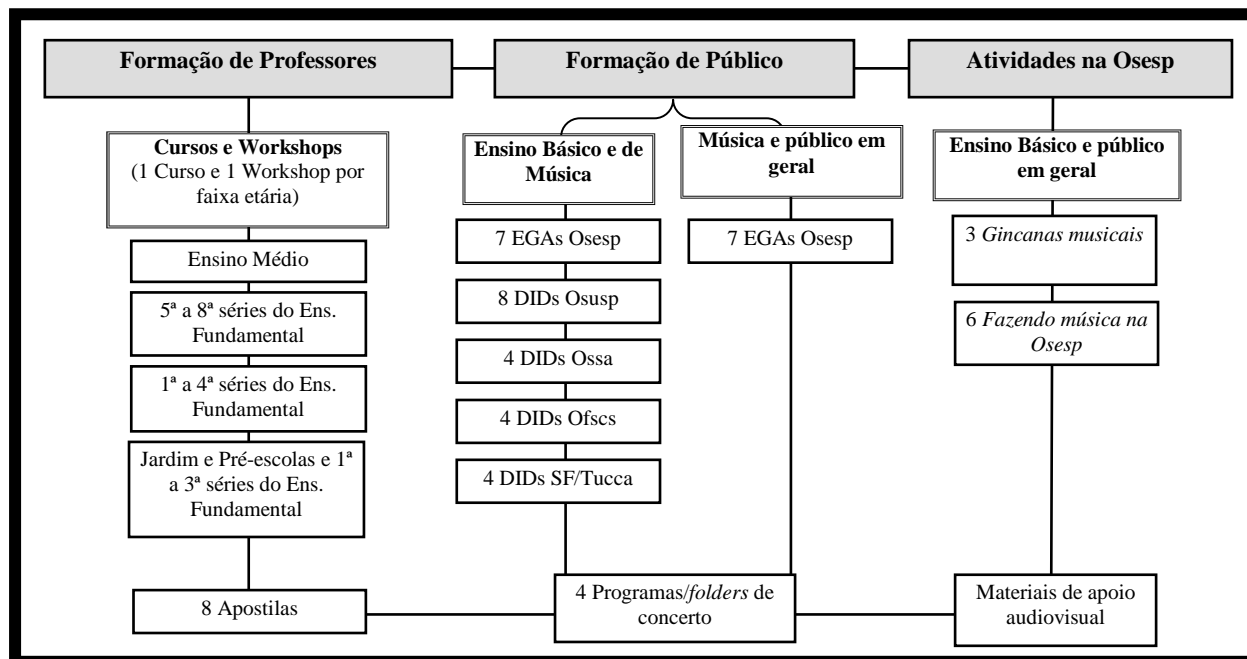 Formação de Professores
Formação de Público
Atividades na Osesp
Cursos e Workshops
(1 Curso e 1 Workshop por
faixa etária)
Ensino Médio
5ª a 8ª séries do Ens.
Fundamental
1ª a 4ª séries do Ens.
Fundamental
Jardim e Pré-escolas e 1ª
a 3ª séries do Ens.
Fundamental
8 Apostilas
Ensino Básico e de
Música
7 EGAs Osesp
8 DIDs Osusp
4 DIDs Ossa
4 DIDs Ofscs
4 DIDs SF/Tucca
Música e público em
geral
7 EGAs Osesp
4 Programas/folders de
concerto
Ensino Básico e público
em geral
3 Gincanas musicais
6 Fazendo música na
Osesp
Materiais de apoio
audiovisual